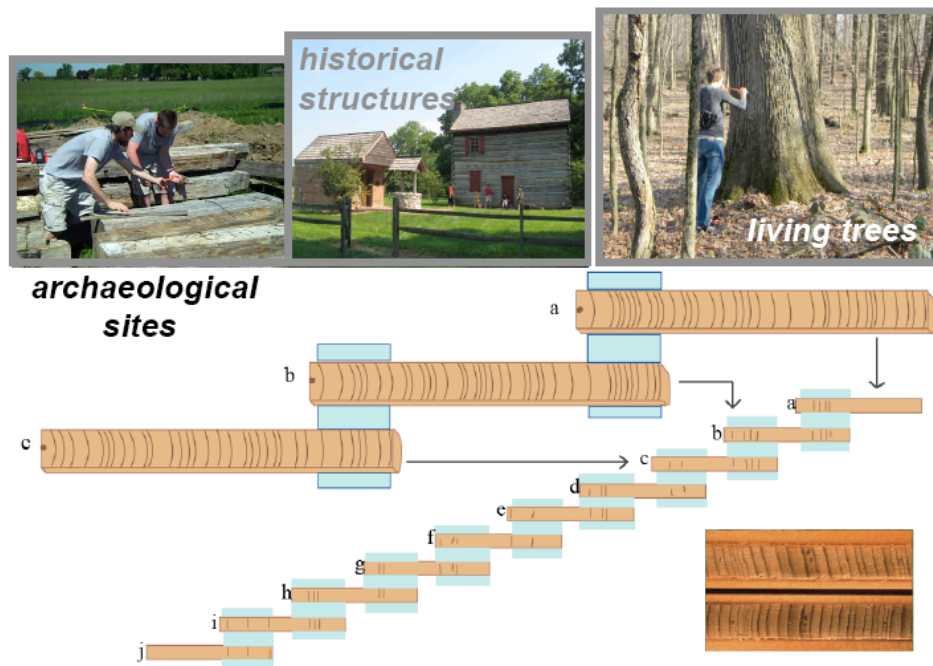 historical
structures
living trees
archaeological
sites
a
b
c
a
b
c
d
e
f
g
h
i
j